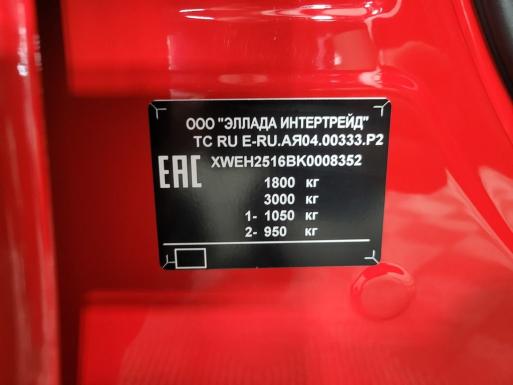 ООО "ЭЛЛАДА ИНТЕРТРЕЙД"
ТС RU E-RU.АЯ04.00333.Р2
XWEH2516BK0008352
EAC
1800 кг
3000 кг
1- 1050 кг
2- 950 кг